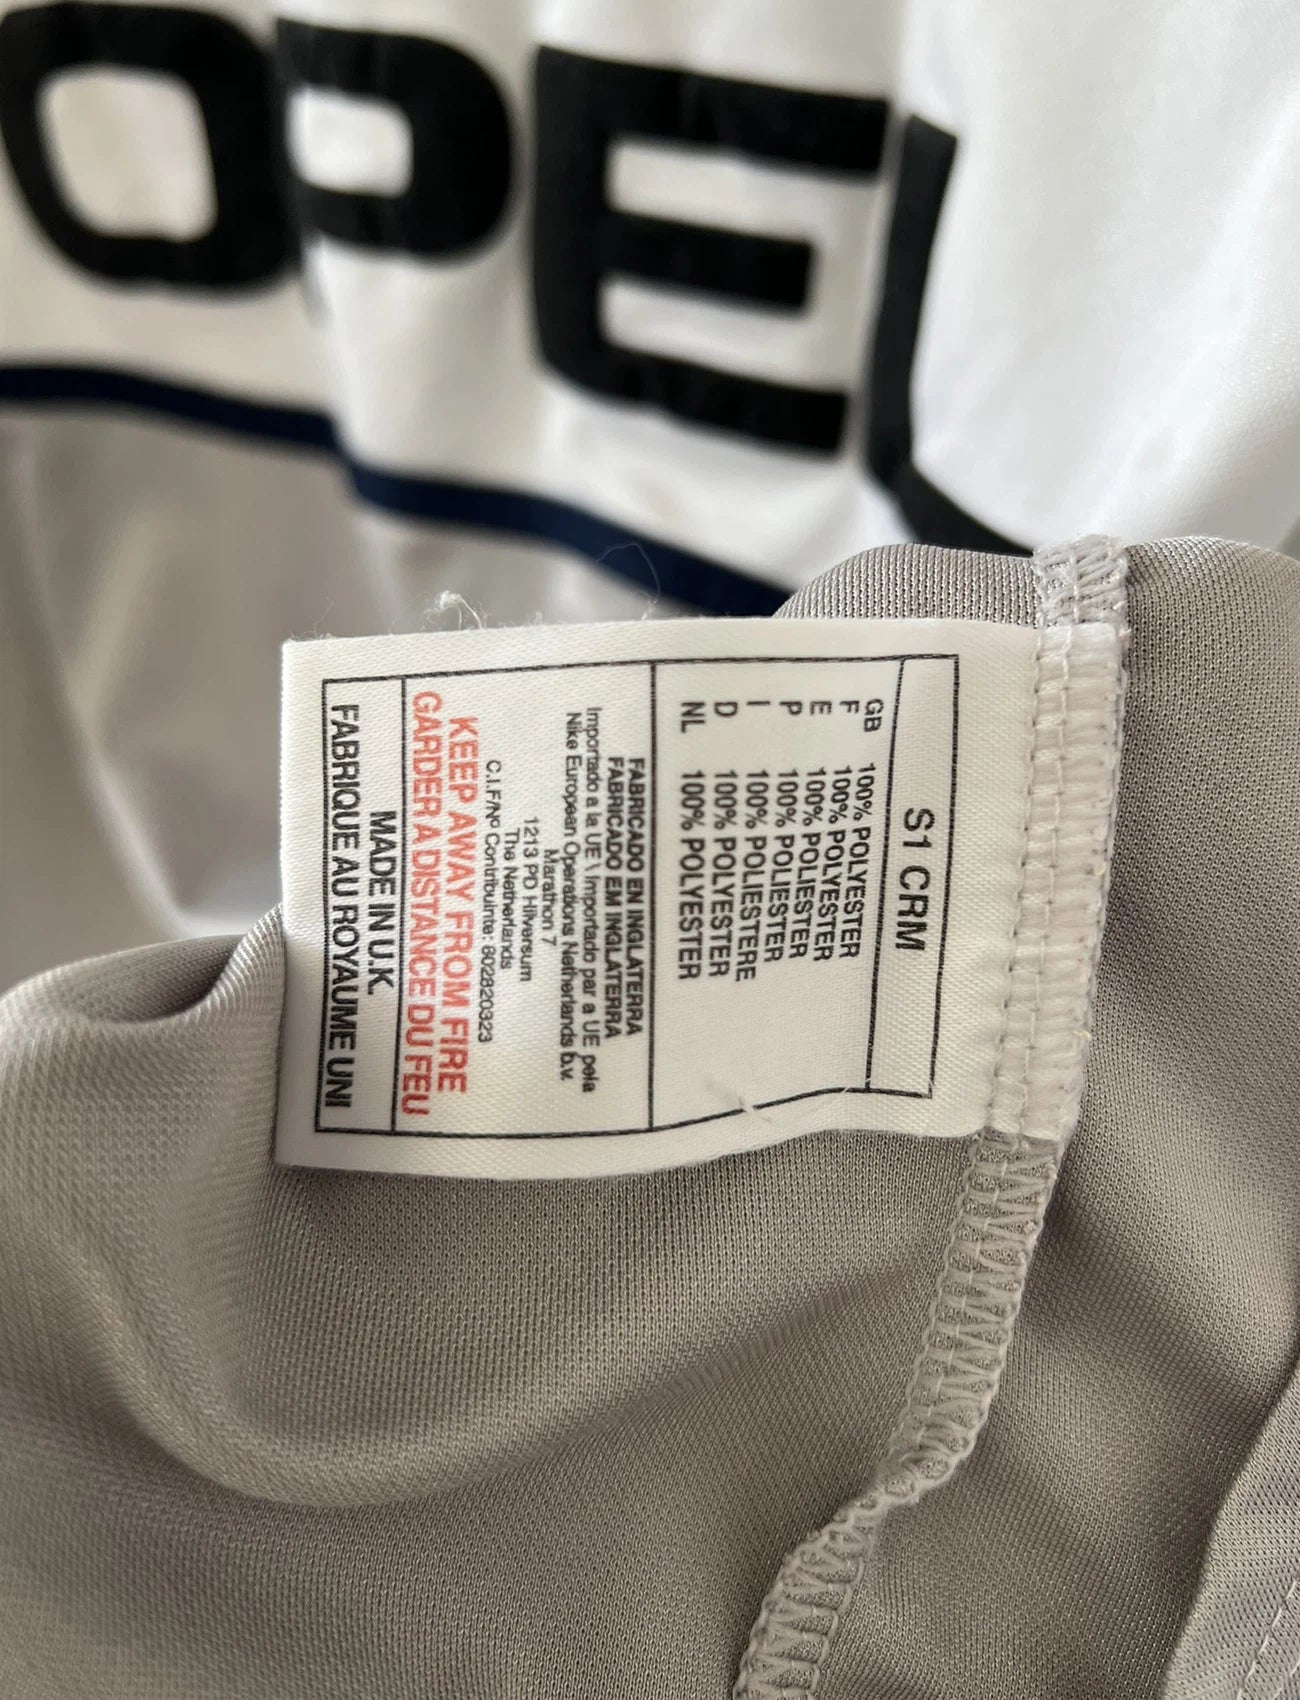 OPEL
S1 CRM
GB 100% POLYESTER
F 100% POLYESTER
E 100% POLIESTER
P 100% POLIESTER
I 100% POLIESTERE
D 100% POLYESTER
NL 100% POLYESTER
FABRICADO EN INGLATERRA
FABRICADO EM INGLATERRA
Importado a la UE \ Importado par a UE pela
Nike European Operations Netherlands b.v.
Marathon 7
1213 PD Hilversum
The Netherlands
C.I.F/Nº Contribuinte: 802820323
KEEP AWAY FROM FIRE
GARDER A DISTANCE DU FEU
MADE IN U.K.
FABRIQUE AU ROYAUME UNI